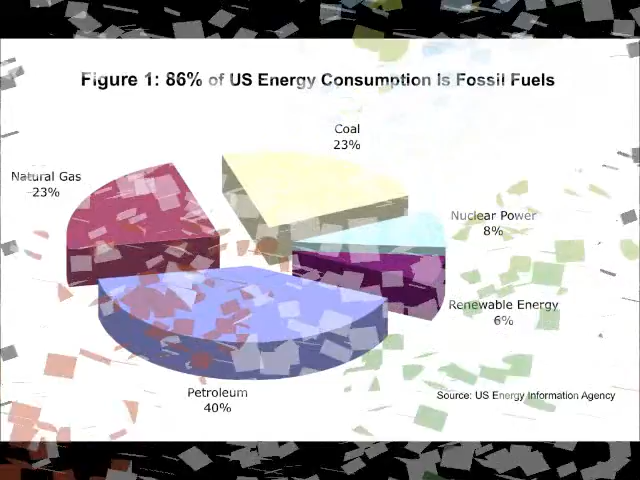 Figure 1: 86% of US Energy Consumption is Fossil Fuels
Coal
23%
Natural Gas
23%
Nuclear Power
8%
Renewable Energy
6%
Petroleum
40%
Source: US Energy Information Agency